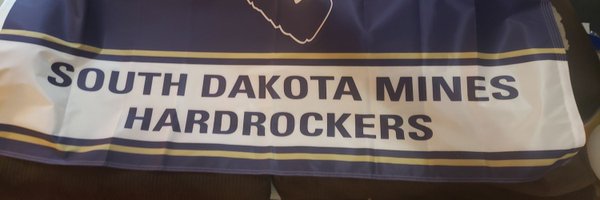 SOUTH DAKOTA MINES
HARDROCKERS